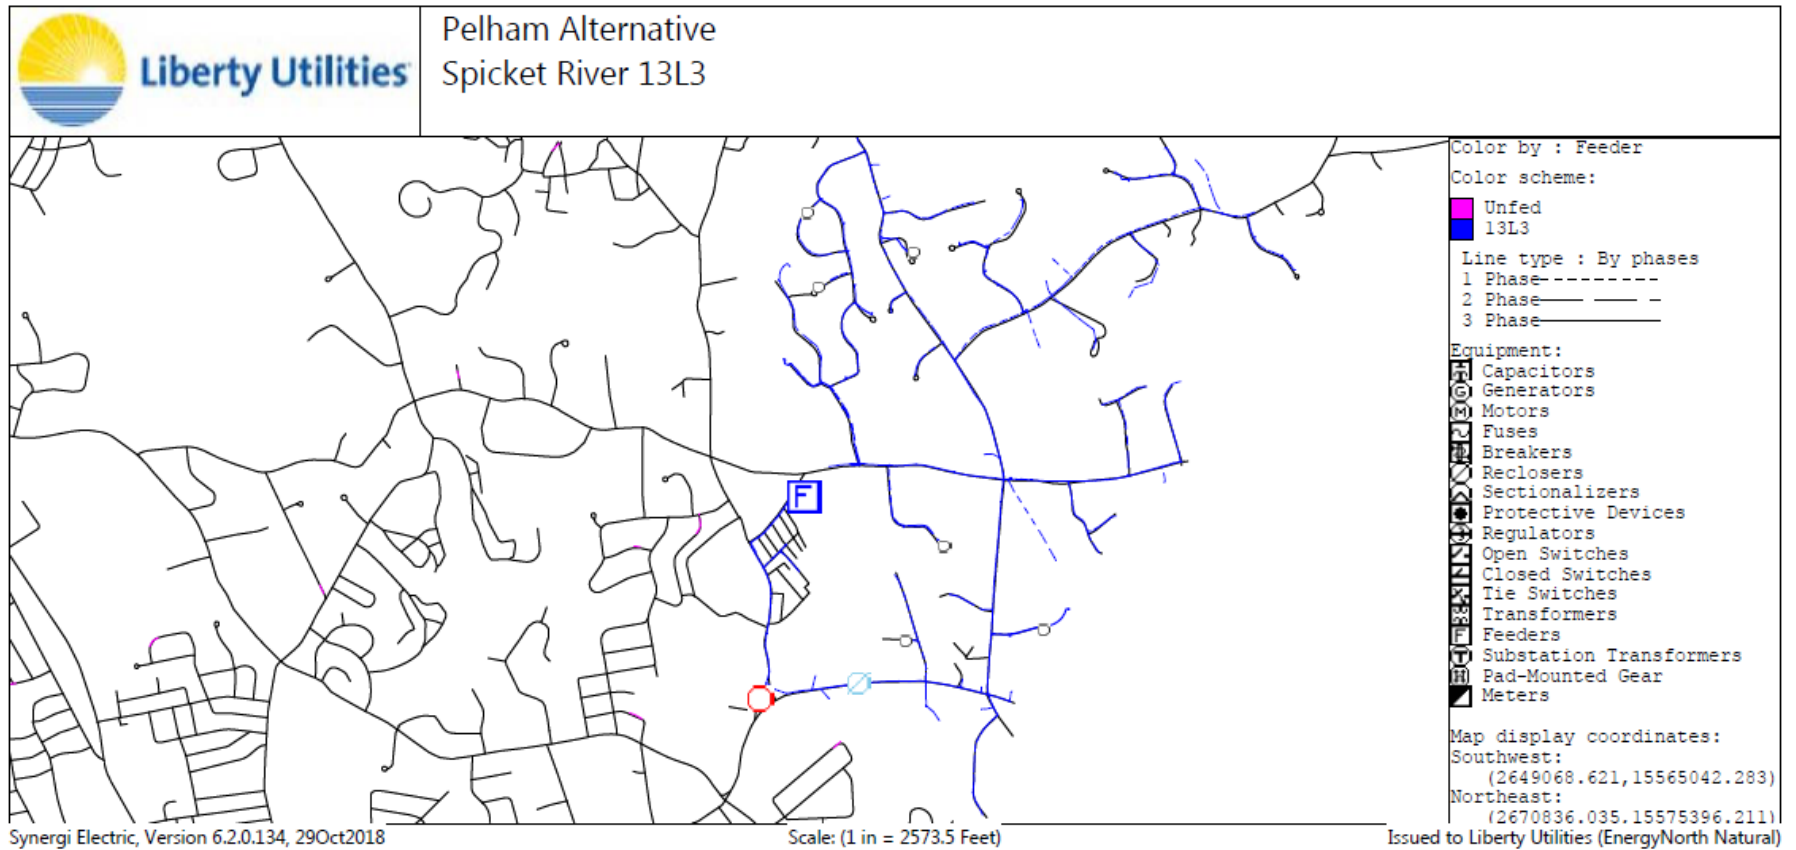 Liberty Utilities
Pelham Alternative
Spicket River 13L3
Color by : Feeder
Color scheme:
Unfed
13L3
Line type : By phases
1 Phase
2 Phase
3 Phase
Equipment:
Capacitors
G Generators
M Motors
Fuses
Breakers
Reclosers
Sectionalizers
Protective Devices
Regulators
Open Switches
Closed Switches
Tie Switches
Transformers
F Feeders
T Substation Transformers
Pad-Mounted Gear
Meters
Map display coordinates:
Southwest:
(2649068.621,15565042.283)
Northeast:
(2670836.035,15575396.211)
F
Synergi Electric, Version 6.2.0.134, 29Oct2018
Scale: (1 in = 2573.5 Feet)
Issued to Liberty Utilities (EnergyNorth Natural)